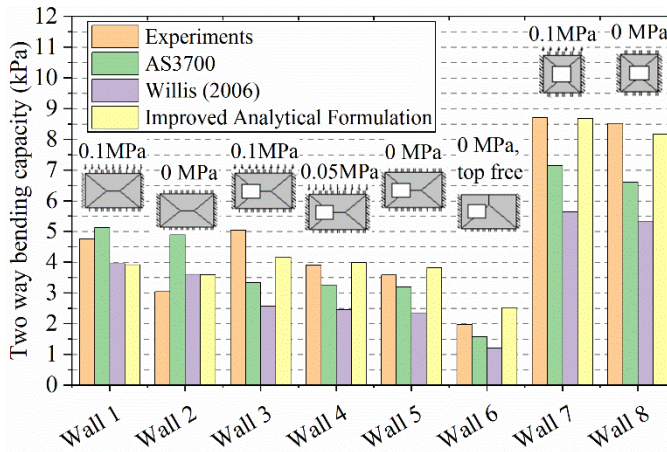 Two way bending capacity (kPa)
12
11
10
9
8
7
6
5
4
3
2
1
0
Experiments
AS3700
Willis (2006)
Improved Analytical Formulation
0.1MPa
0 MPa
0.1MPa
0.05MPa
0 MPa
0 MPa,
top free
0.1MPa
0 MPa
Wall 1
Wall 2
Wall 3
Wall 4
Wall 5
Wall 6
Wall 7
Wall 8